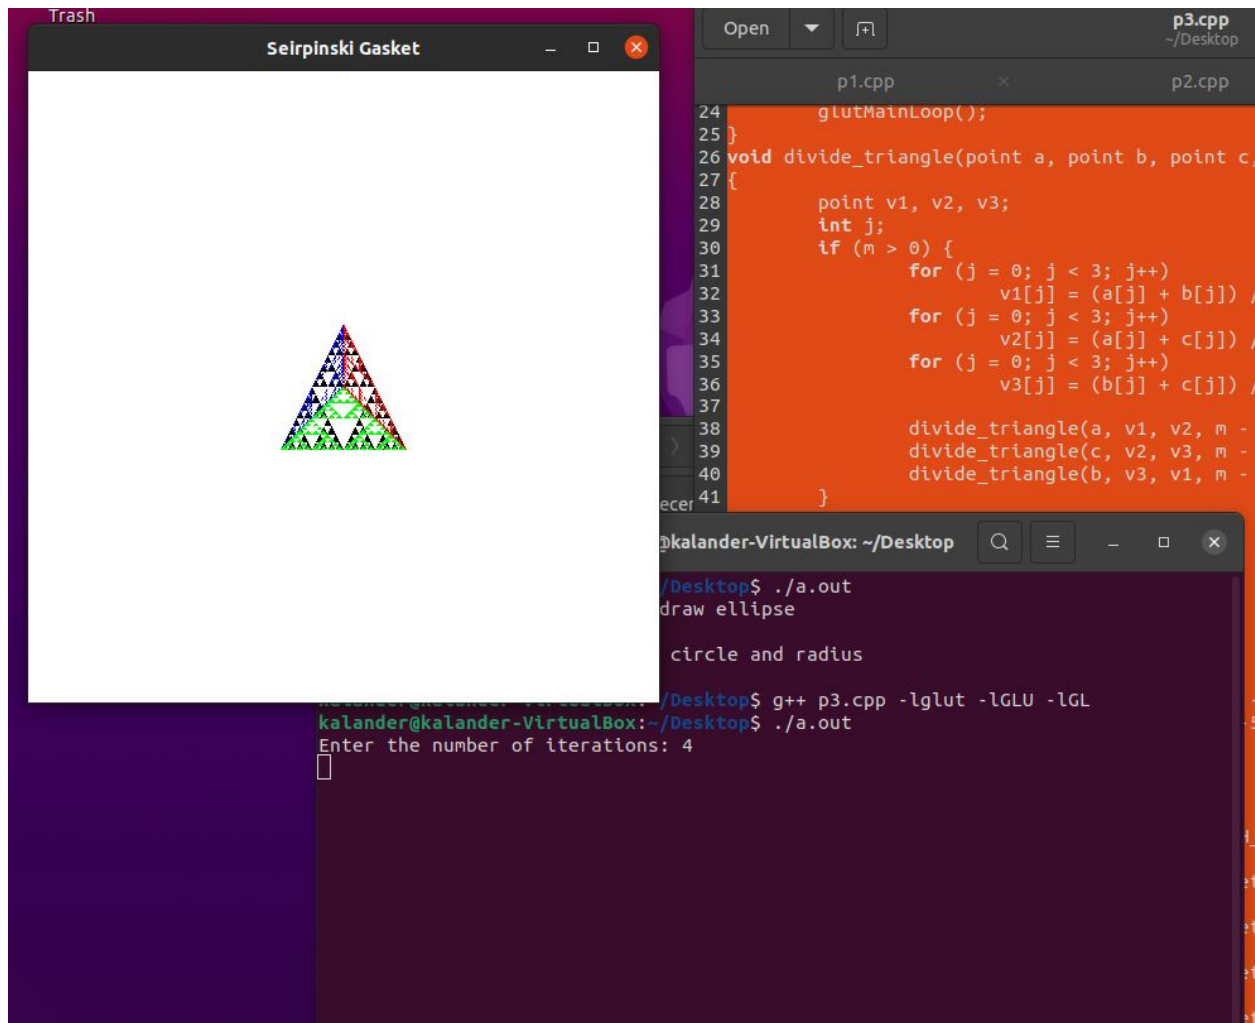 Trash
Seirpinski Gasket
Open
p3.cpp
~/Desktop
p1.cpp
p2.cpp
24 glutMainLoop();
25 }
26 void divide_triangle(point a, point b, point c,
27 {
28 point v1, v2, v3;
29 int j;
30 if (m > 0) {
31 for (j = 0; j < 3; j++)
32 v1[j] = (a[j] + b[j]) /
33 for (j = 0; j < 3; j++)
34 v2[j] = (a[j] + c[j]) /
35 for (j = 0; j < 3; j++)
36 v3[j] = (b[j] + c[j]) /
37
38 divide_triangle(a, v1, v2, m -
39 divide_triangle(c, v2, v3, m -
40 divide_triangle(b, v3, v1, m -
41 }
ecer
@kalander-VirtualBox: ~/Desktop
/Desktop$ ./a.out
draw ellipse
circle and radius
kalander@kalander-VirtualBox:~/Desktop$ g++ p3.cpp -lglut -lGLU -lGL
kalander@kalander-VirtualBox:~/Desktop$ ./a.out
Enter the number of iterations: 4